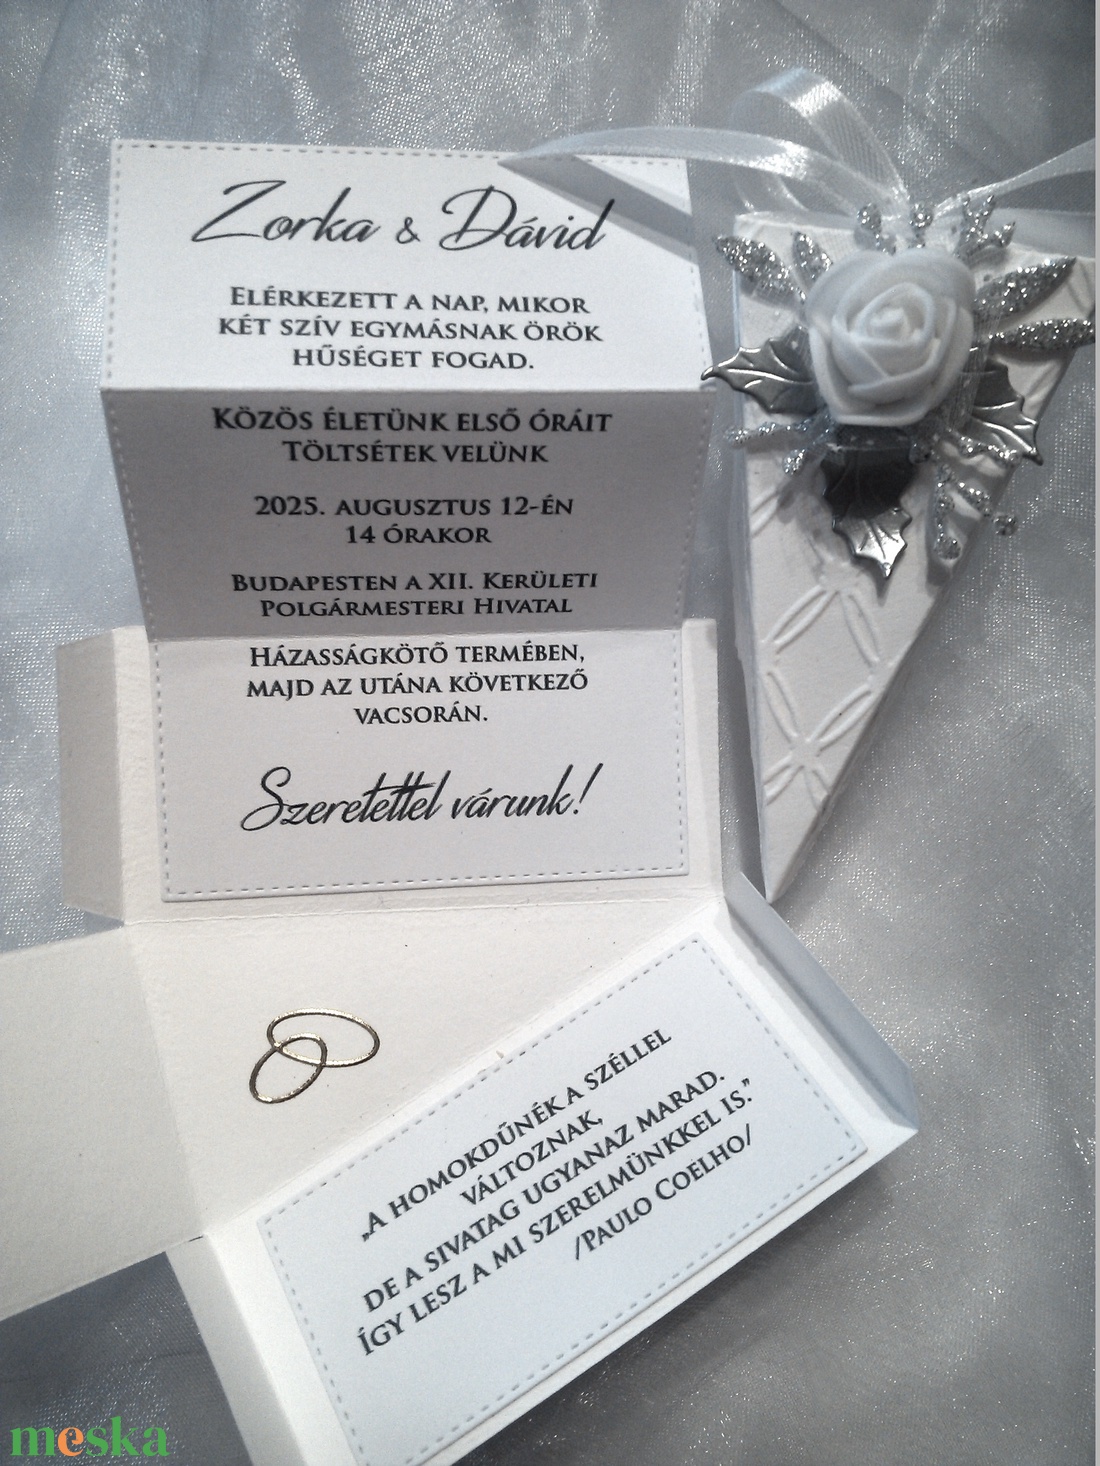 Zorka & Dávid
Elérkezett a nap, mikor
két szív egymásnak örök
hűséget fogad.
Közös életünk első óráit
Töltsétek velünk
2025. augusztus 12-én
14 órakor
Budapesten a XII. Kerületi
Polgármesteri Hivatal
Házasságkötő termében,
majd az utána következő
vacsorán.
Szeretettel várunk!
„A homokdűnék a széllel
változnak,
de a sivatag ugyanaz marad.
Így lesz a mi szerelmünkkel is.”
/Paulo Coelho/
meska